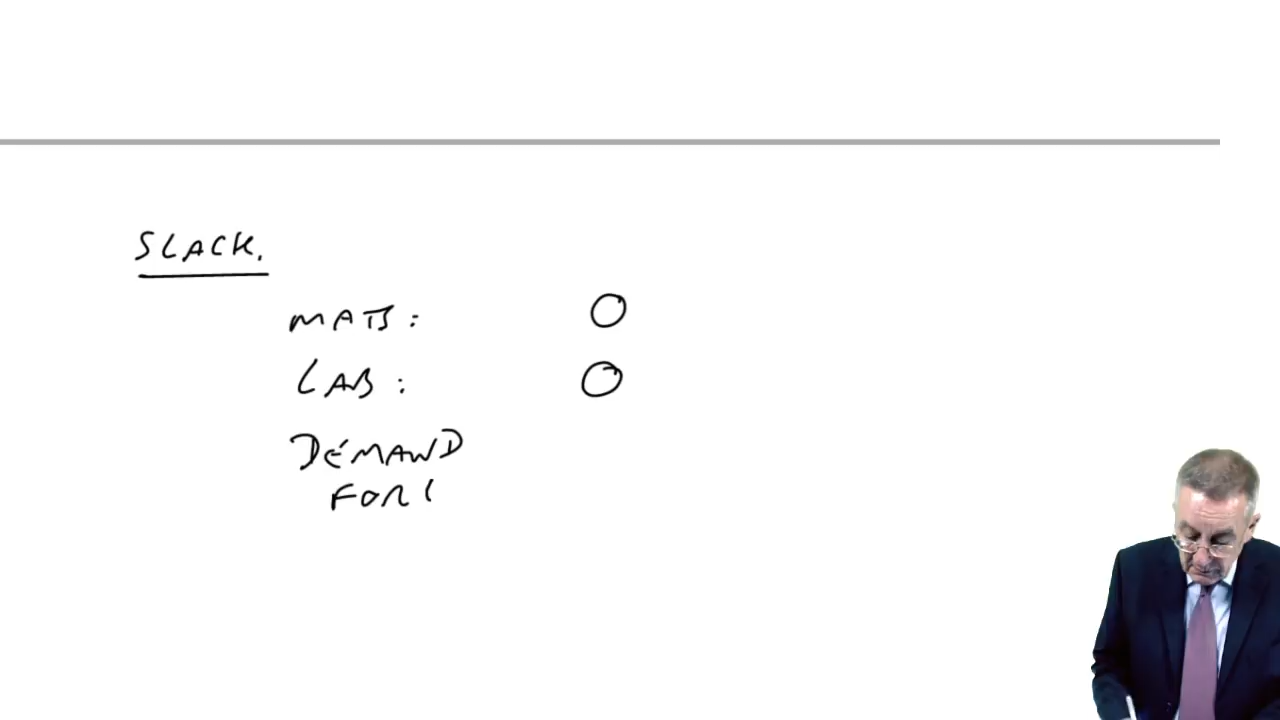 SLACK.
MATS: 0
LAB: 0
DEMAND
FOR